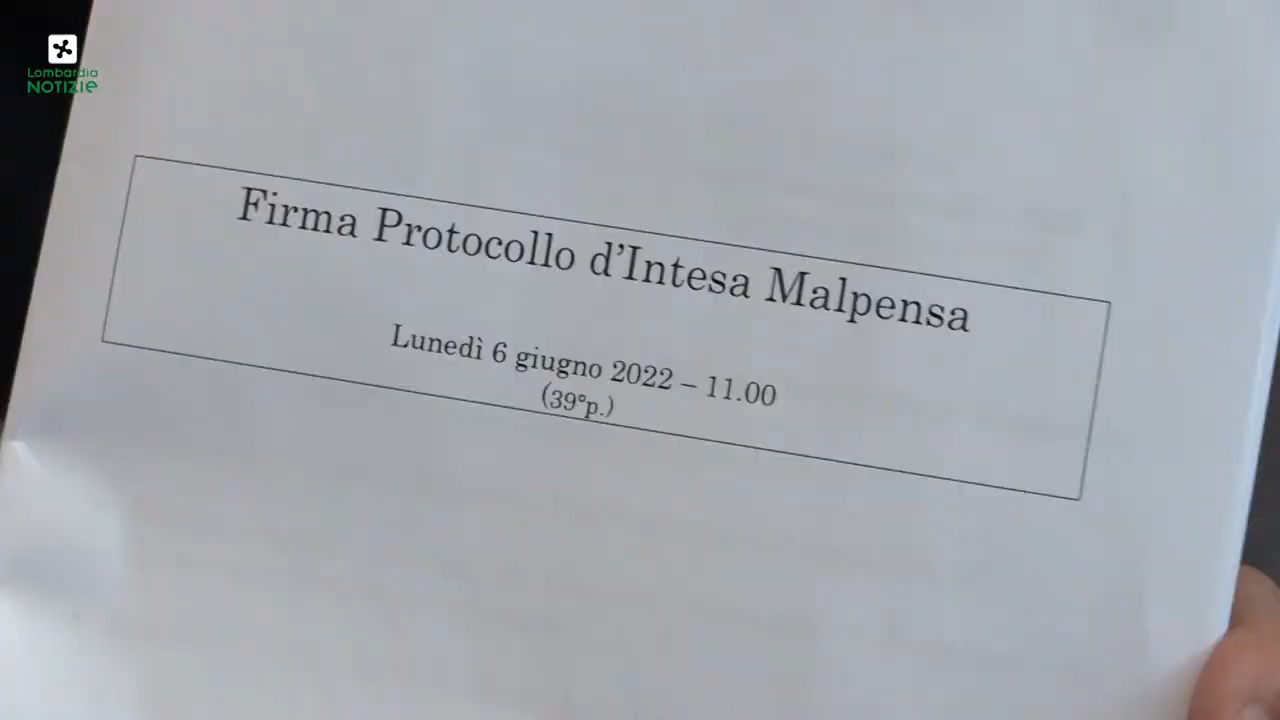 Lombardia
NOTIZIE
Firma Protocollo d'Intesa Malpensa
Lunedì 6 giugno 2022 – 11.00
(39°p.)